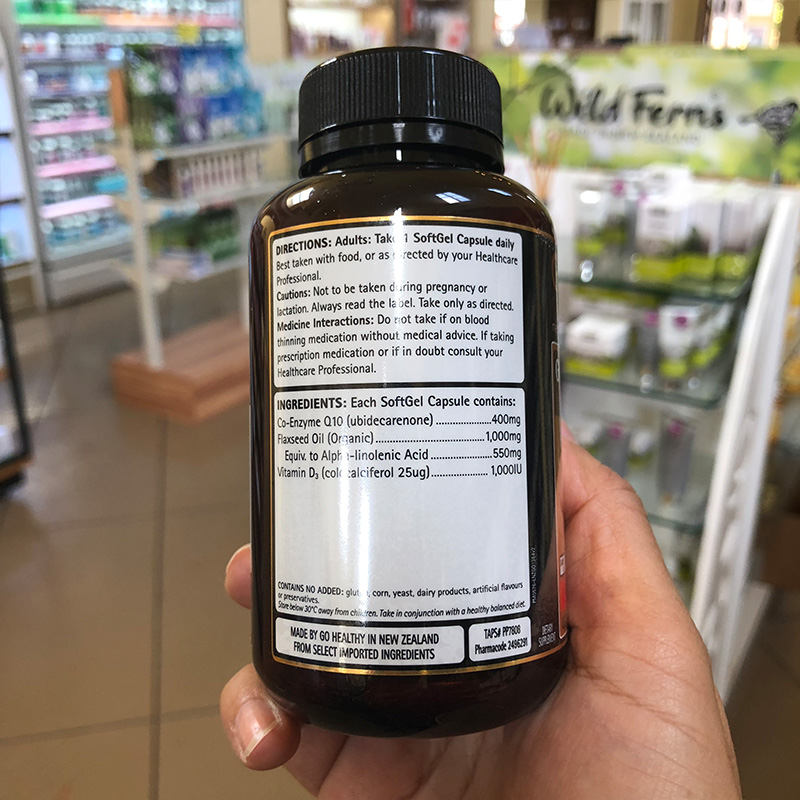 Wild Ferns
DIRECTIONS: Adults: Take 1 SoftGel Capsule daily
Best taken with food, or as directed by your Healthcare
Professional.
Cautions: Not to be taken during pregnancy or
lactation. Always read the label. Take only as directed.
Medicine Interactions: Do not take if on blood
thinning medication without medical advice. If taking
prescription medication or if in doubt consult your
Healthcare Professional.
INGREDIENTS: Each SoftGel Capsule contains:
Co-Enzyme Q10 (ubidecarenone) ....................400mg
Flaxseed Oil (Organic)....................................1,000mg
Equiv. to Alpha-linolenic Acid ...................550mg
Vitamin D₃ (colecalciferol 25ug)................... 1,000IU
CONTAINS NO ADDED: gluten, corn, yeast, dairy products, artificial flavours
or preservatives.
Store below 30°C away from children. Take in conjunction with a healthy balanced diet.
MADE BY GO HEALTHY IN NEW ZEALAND
FROM SELECT IMPORTED INGREDIENTS
TAPS# PP7808
Pharmacode 2496291
DIETARY
SUPPLEMENT